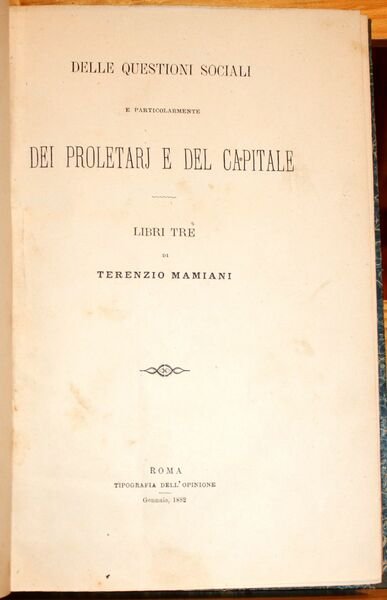 DELLE QUESTIONI SOCIALI
E PARTICOLARMENTE
DEI PROLETARJ E DEL CAPITALE
LIBRI TRE
DI
TERENZIO MAMIANI
ROMA
TIPOGRAFIA DELL'OPINIONE
Gennaio, 1882